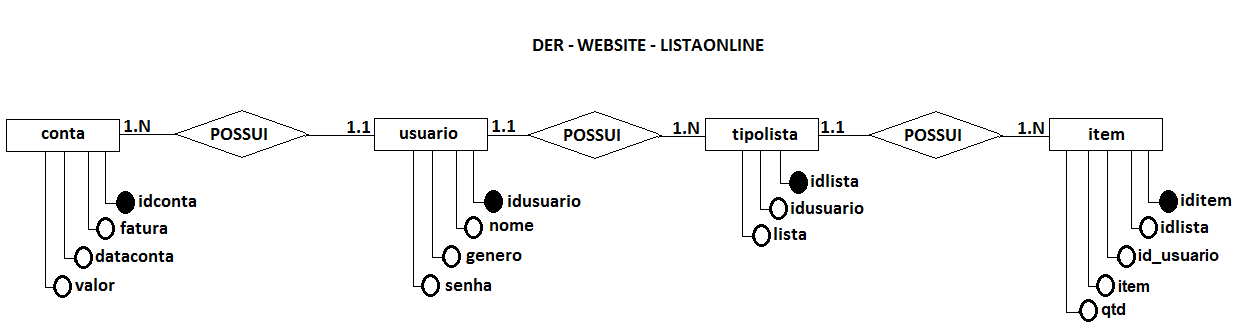 DER - WEBSITE - LISTAONLINE
conta 1.N POSSUI 1.1 usuario 1.1 POSSUI 1.N tipolista 1.1 POSSUI 1.N item
idconta
fatura
dataconta
valor
idusuario
nome
genero
senha
idlista
idusuario
lista
iditem
idlista
id_usuario
item
qtd